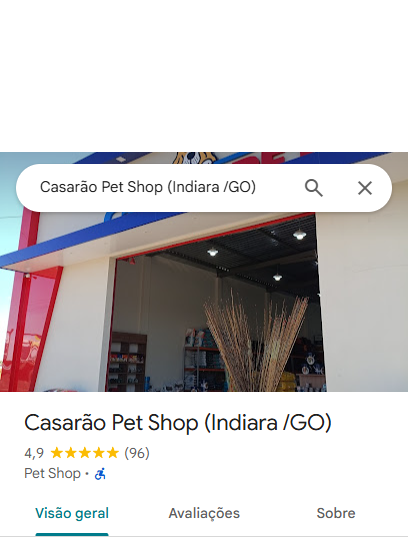 Casarão Pet Shop (Indiara /GO)
Casarão Pet Shop (Indiara /GO)
4,9 ★★★★★ (96)
Pet Shop ·
Visão geral Avaliações Sobre